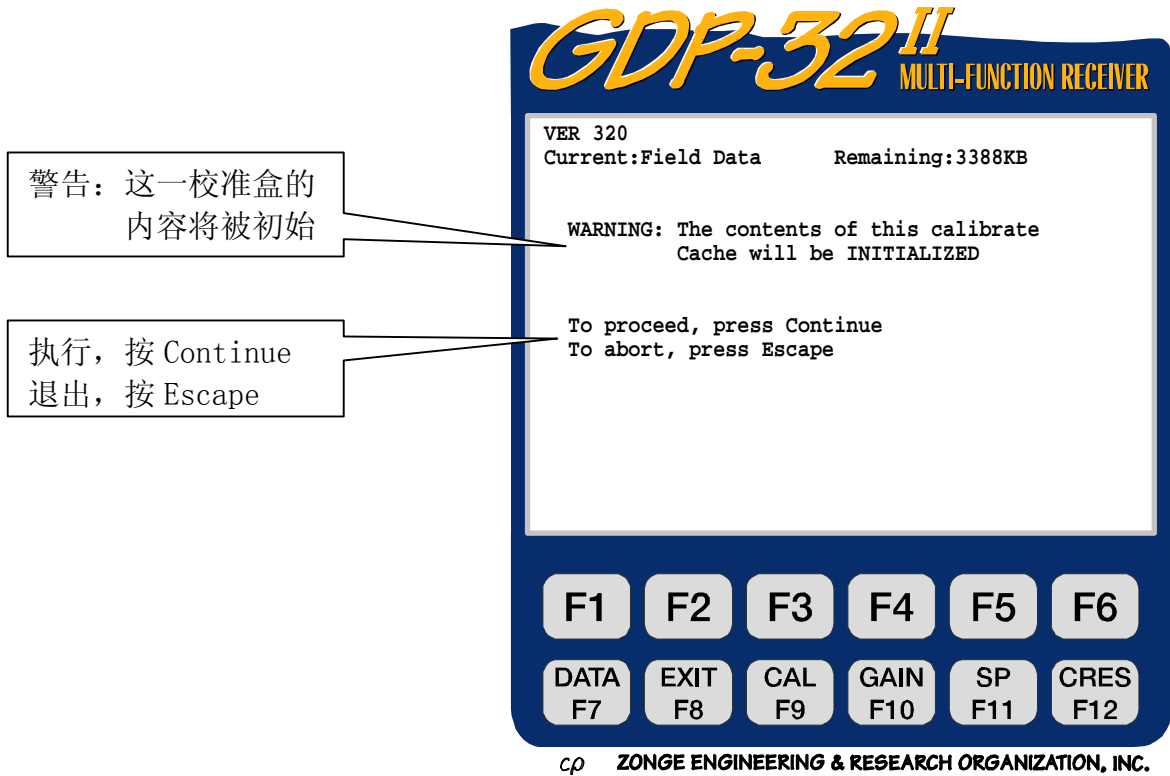 GDP-32 II
MULTI-FUNCTION RECEIVER
VER 320
Current:Field Data Remaining:3388KB
警告：这一校准盒的
内容将被初始
WARNING: The contents of this calibrate
Cache will be INITIALIZED
执行，按 Continue
退出，按 Escape
To proceed, press Continue
To abort, press Escape
F1 F2 F3 F4 F5 F6
DATA EXIT CAL GAIN SP CRES
F7 F8 F9 F10 F11 F12
cρ ZONGE ENGINEERING & RESEARCH ORGANIZATION, INC.